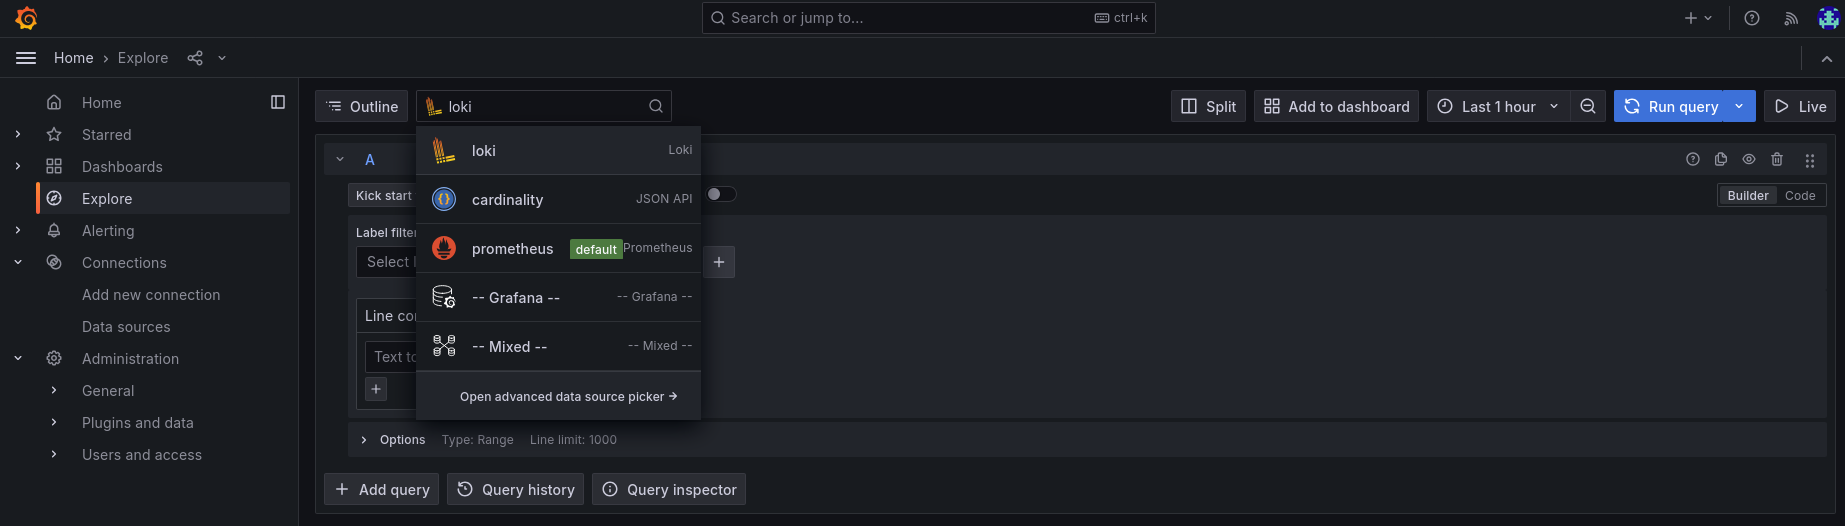 Search or jump to... ctrl+k
Home › Explore
Home
Starred
Dashboards
Explore
Alerting
Connections
Add new connection
Data sources
Administration
General
Plugins and data
Users and access
Outline loki Split Add to dashboard Last 1 hour Run query Live
loki Loki
cardinality JSON API
prometheus default Prometheus
-- Grafana -- -- Grafana --
-- Mixed -- -- Mixed --
Open advanced data source picker →
A
Kick start Builder Code
Label filter
Select
Line
Text
Options Type: Range Line limit: 1000
Add query Query history Query inspector